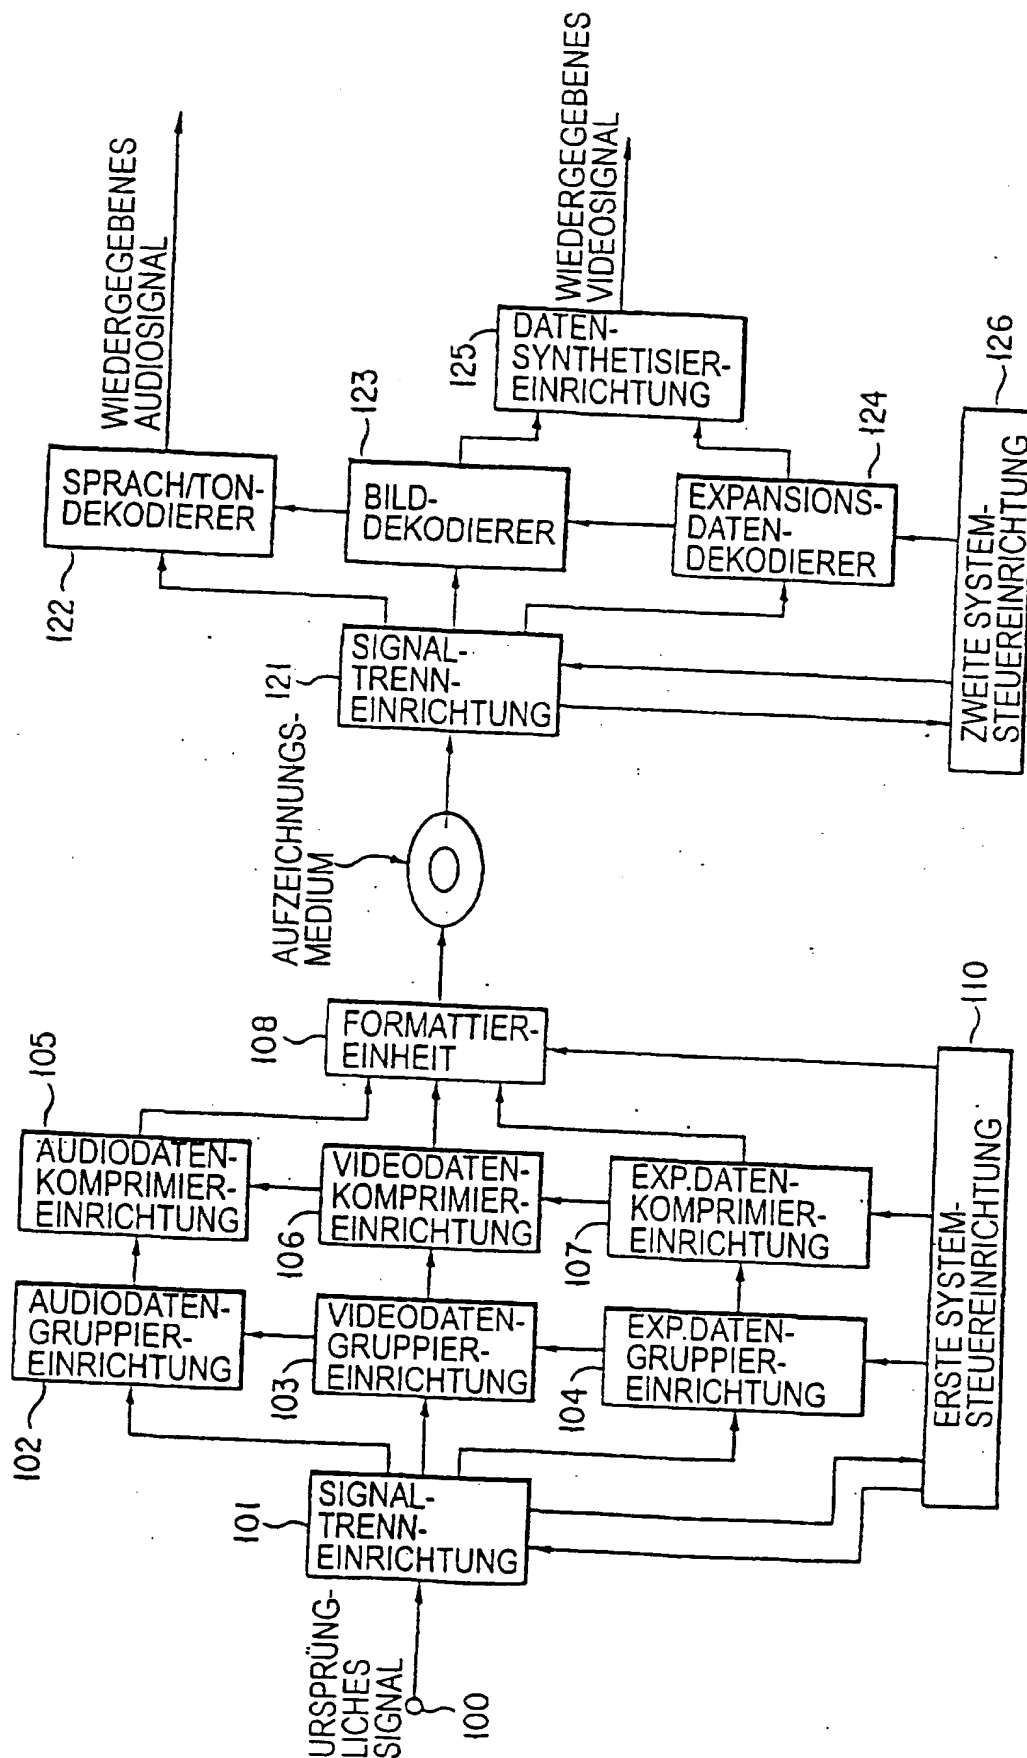 URSPRÜNG-
LICHES
SIGNAL
100
101
SIGNAL-
TRENN-
EINRICHTUNG
102
AUDIODATEN-
GRUPPIER-
EINRICHTUNG
103
VIDEODATEN-
GRUPPIER-
EINRICHTUNG
104
EXP.DATEN-
GRUPPIER-
EINRICHTUNG
105
AUDIODATEN-
KOMPRIMIER-
EINRICHTUNG
106
VIDEODATEN-
KOMPRIMIER-
EINRICHTUNG
107
EXP.DATEN-
KOMPRIMIER-
EINRICHTUNG
108
FORMATTIER-
EINHEIT
110
ERSTE SYSTEM-
STEUEREINRICHTUNG
AUFZEICHNUNGS-
MEDIUM
121
SIGNAL-
TRENN-
EINRICHTUNG
122
SPRACH/TON-
DEKODIERER
123
BILD-
DEKODIERER
124
EXPANSIONS-
DATEN-
DEKODIERER
125
DATEN-
SYNTHETISIER-
EINRICHTUNG
126
ZWEITE SYSTEM-
STEUEREINRICHTUNG
WIEDERGEGEBENES
AUDIOSIGNAL
WIEDERGEGEBENES
VIDEOSIGNAL